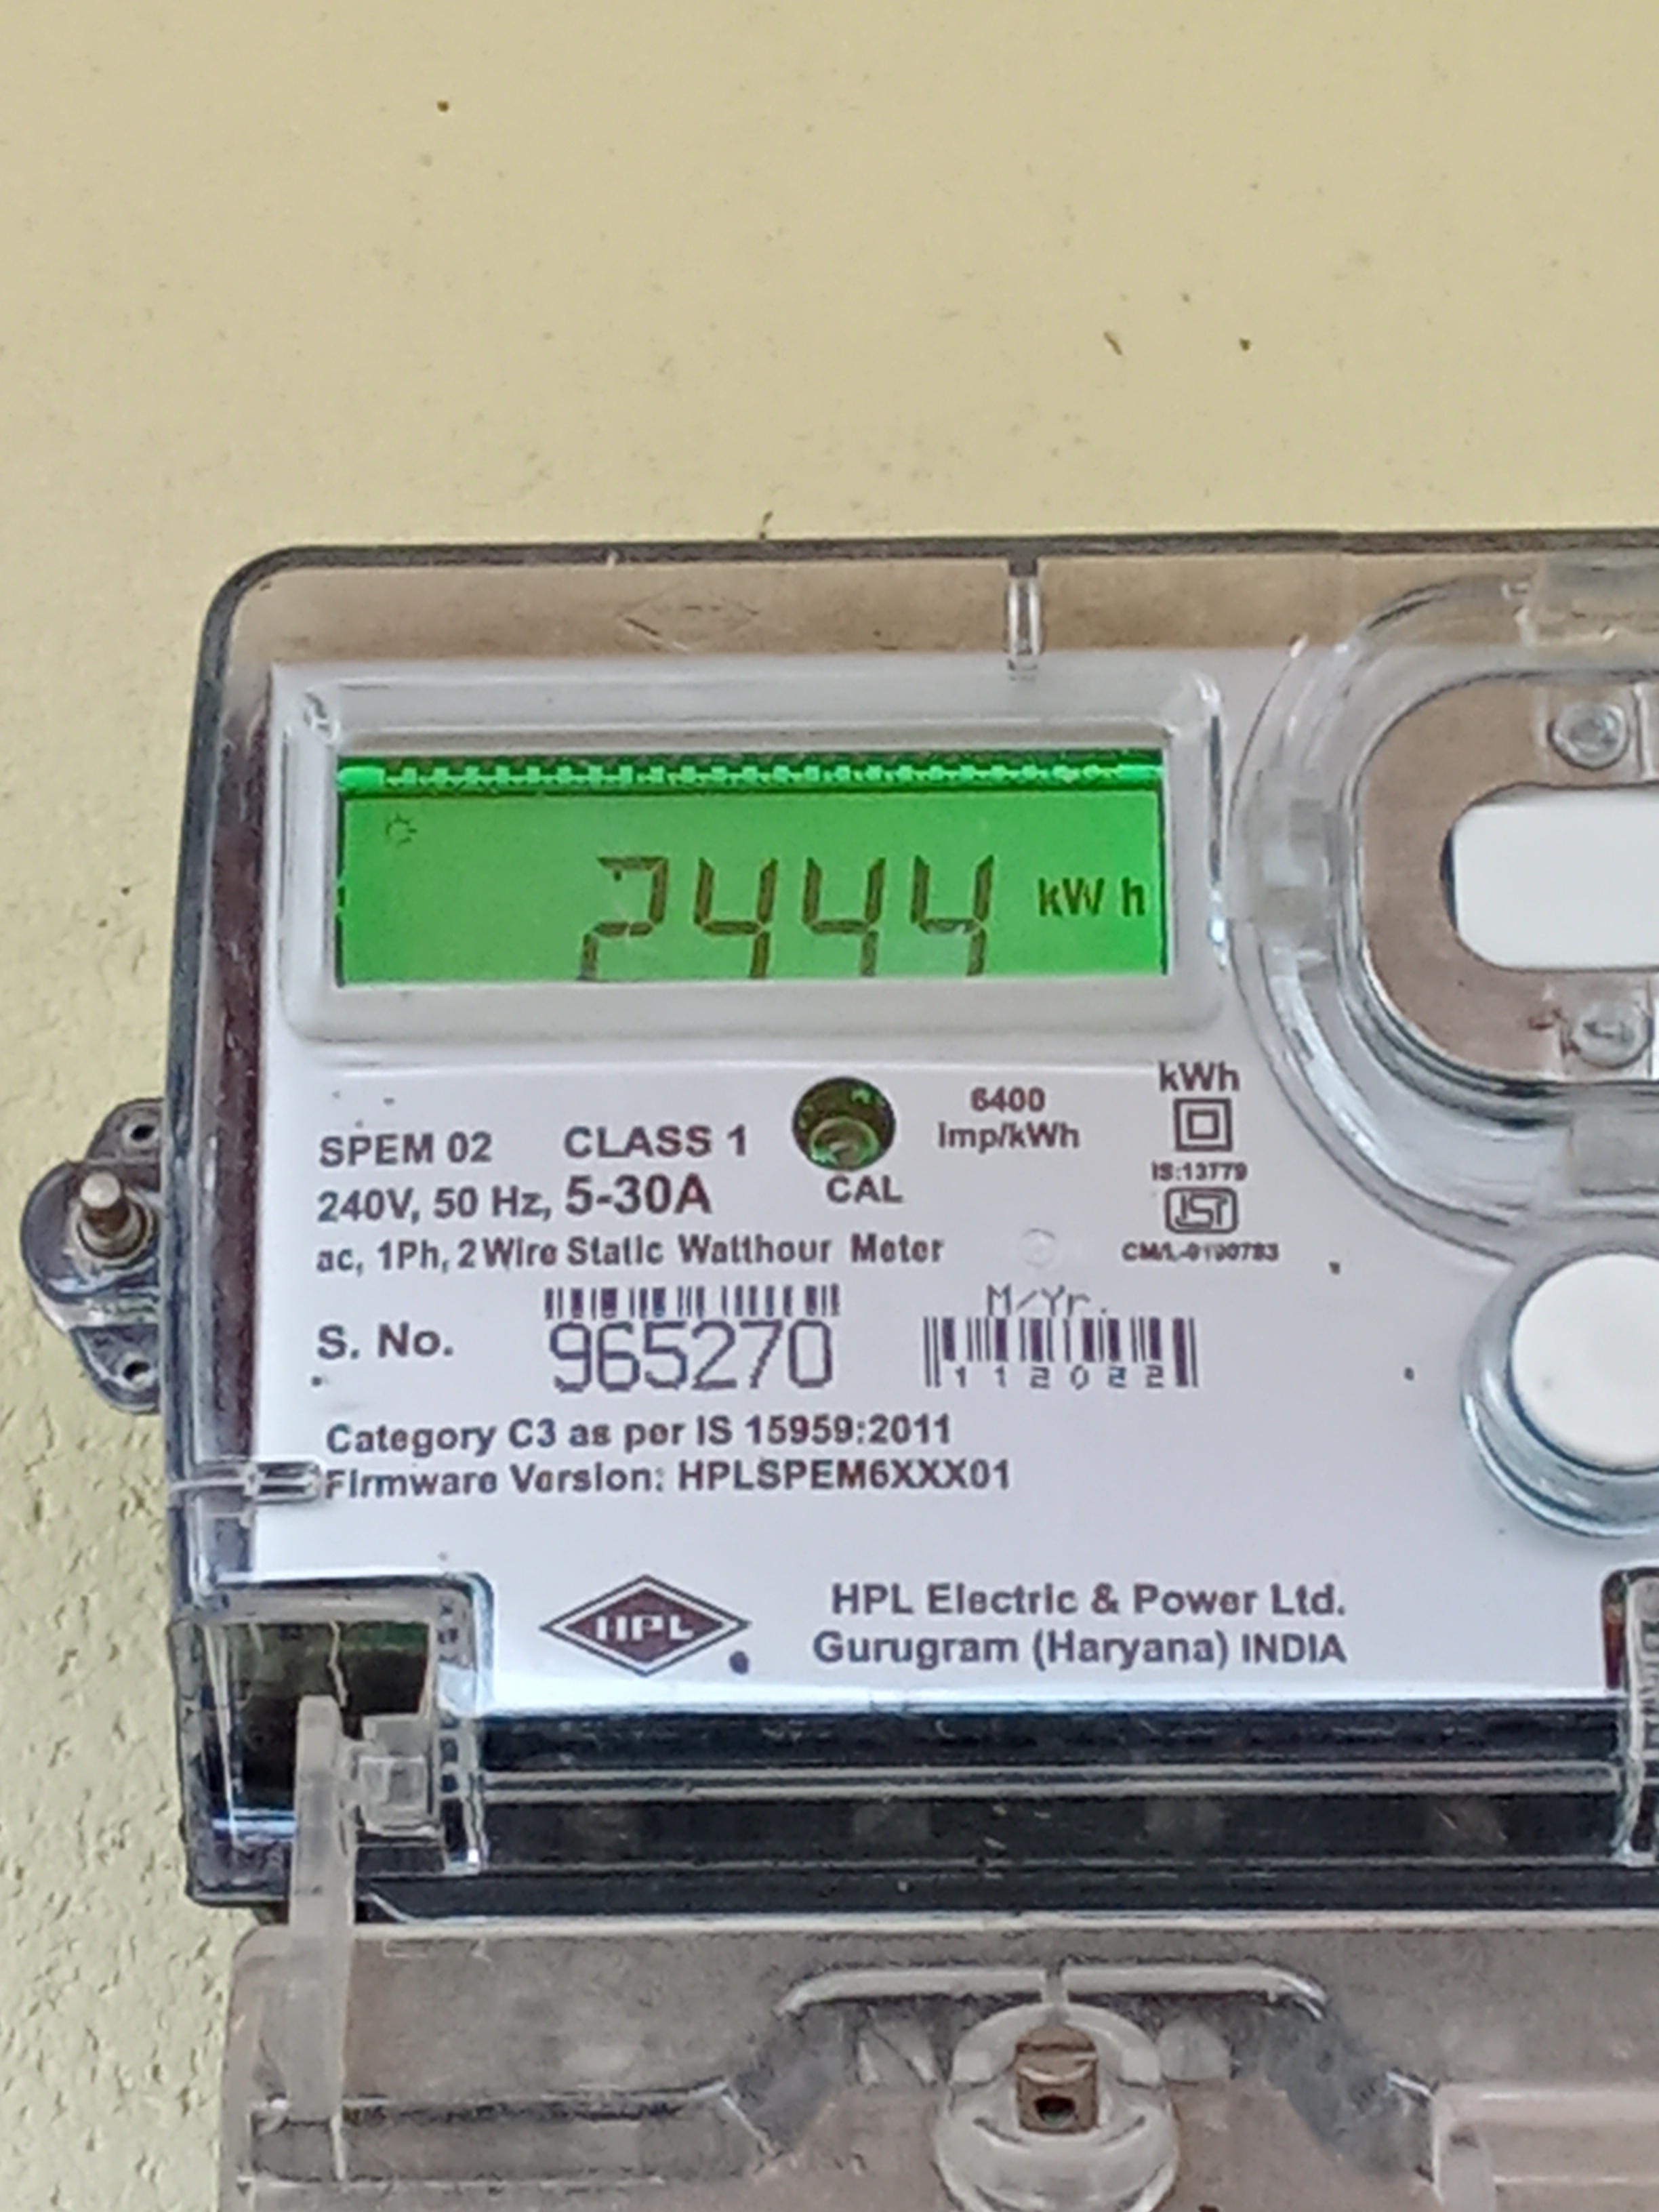 2444 kWh
kWh
6400
SPEM 02 CLASS 1 Imp/kWh
IS:13779
240V, 50 Hz, 5-30A CAL
ac, 1Ph, 2 Wire Static Watthour Meter
M/Yr.
S. No. 965270
112022
Category C3 as per IS 15959:2011
Firmware Version: HPLSPEM6XXX01
HPL
HPL Electric & Power Ltd.
Gurugram (Haryana) INDIA